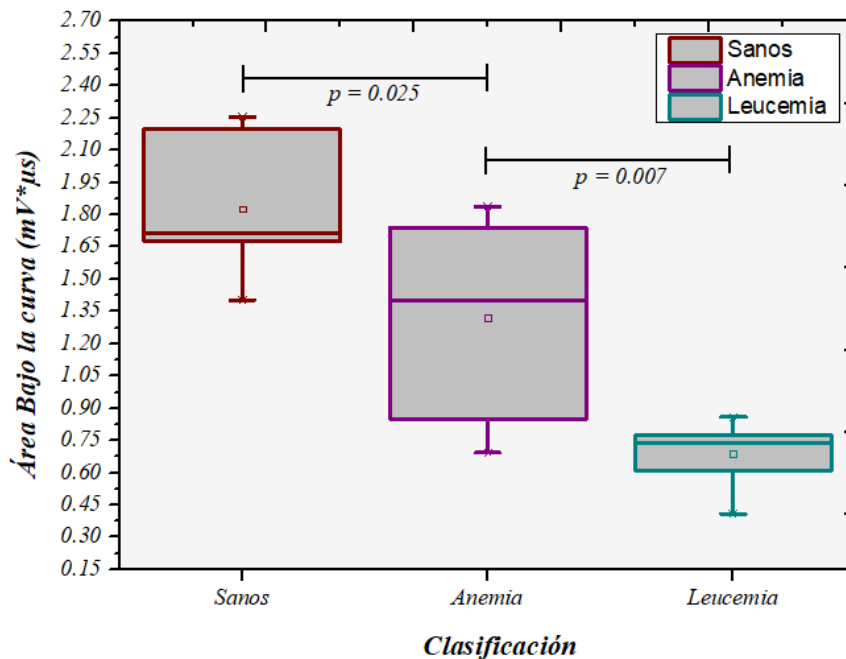 2.70
2.55
2.40
2.25
2.10
1.95
1.80
1.65
1.50
1.35
1.20
1.05
0.90
0.75
0.60
0.45
0.30
0.15
Área Bajo la curva (mV*µs)
p = 0.025
p = 0.007
Sanos
Anemia
Leucemia
Sanos
Anemia
Leucemia
Clasificación